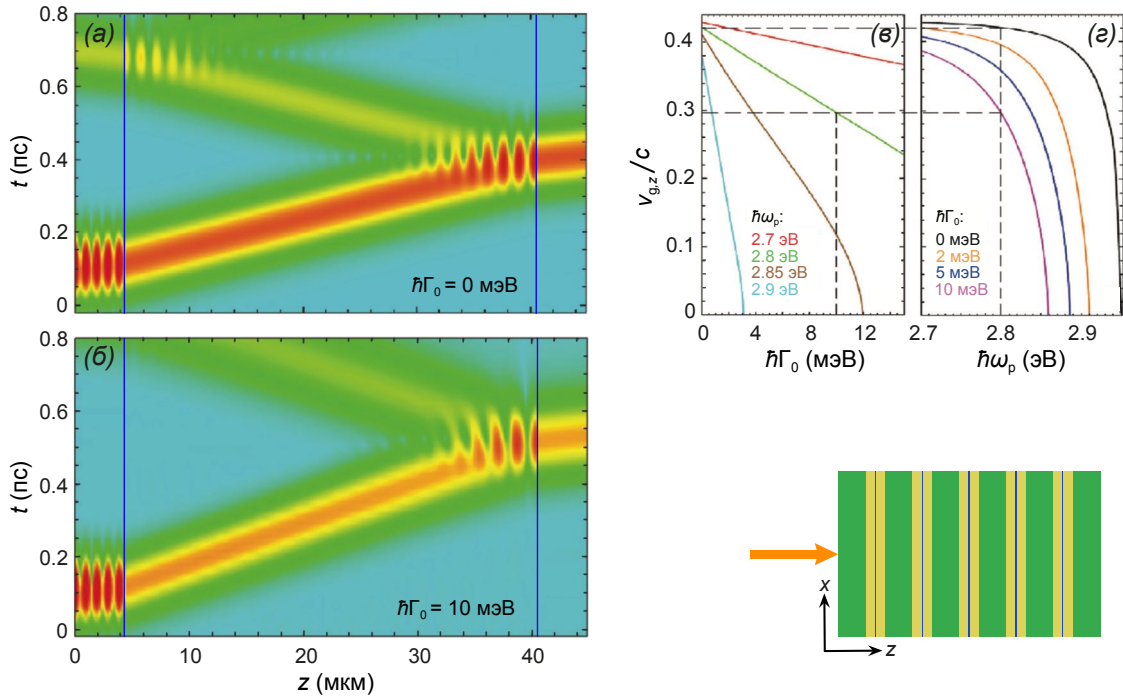 (а)
0.8
0.6
0.4
0.2
0
t (пс)
ħΓ₀ = 0 мэВ
(б)
0.8
0.6
0.4
0.2
0
t (пс)
ħΓ₀ = 10 мэВ
0 10 20 30 40
z (мкм)
(в)
0.4
0.3
0.2
0.1
0
v_g,z/c
ħω_p:
2.7 эВ
2.8 эВ
2.85 эВ
2.9 эВ
0 4 8 12
ħΓ₀ (мэВ)
(г)
ħΓ₀:
0 мэВ
2 мэВ
5 мэВ
10 мэВ
2.7 2.8 2.9
ħω_p (эВ)
x
z